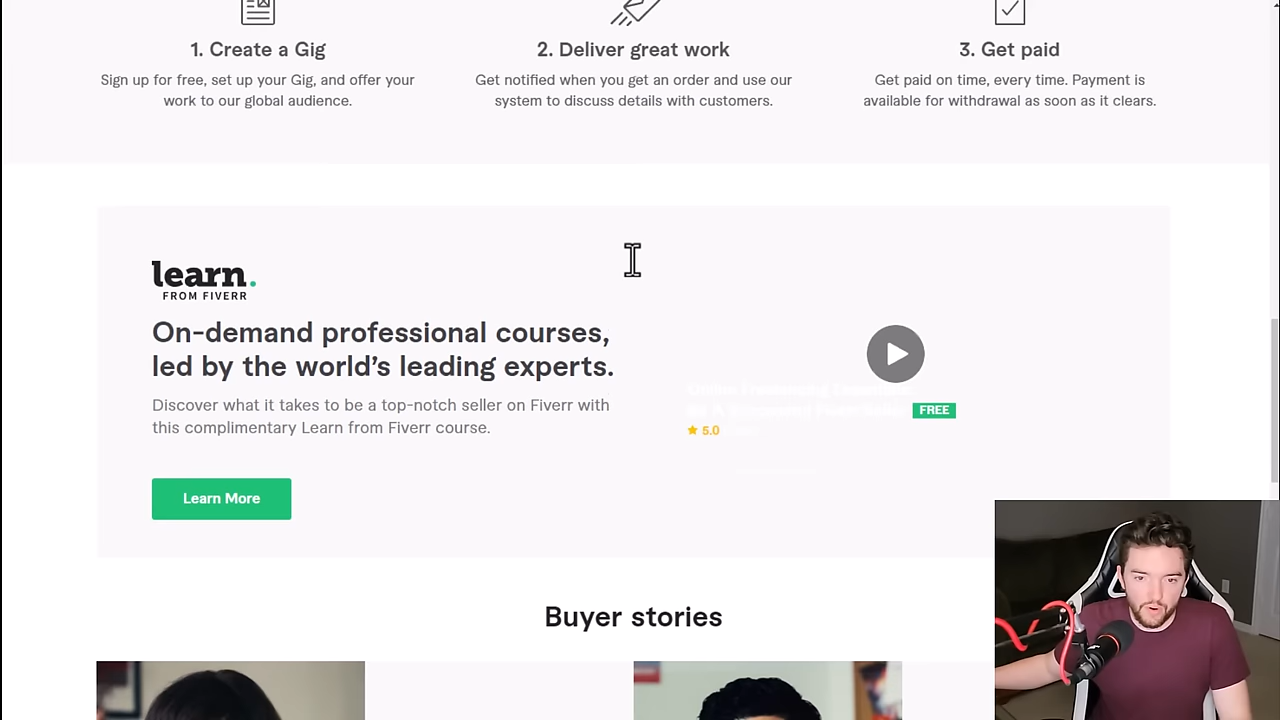 1. Create a Gig
Sign up for free, set up your Gig, and offer your
work to our global audience.
2. Deliver great work
Get notified when you get an order and use our
system to discuss details with customers.
3. Get paid
Get paid on time, every time. Payment is
available for withdrawal as soon as it clears.
learn.
FROM FIVERR
On-demand professional courses,
led by the world’s leading experts.
Discover what it takes to be a top-notch seller on Fiverr with
this complimentary Learn from Fiverr course.
Learn More
FREE
5.0
Buyer stories